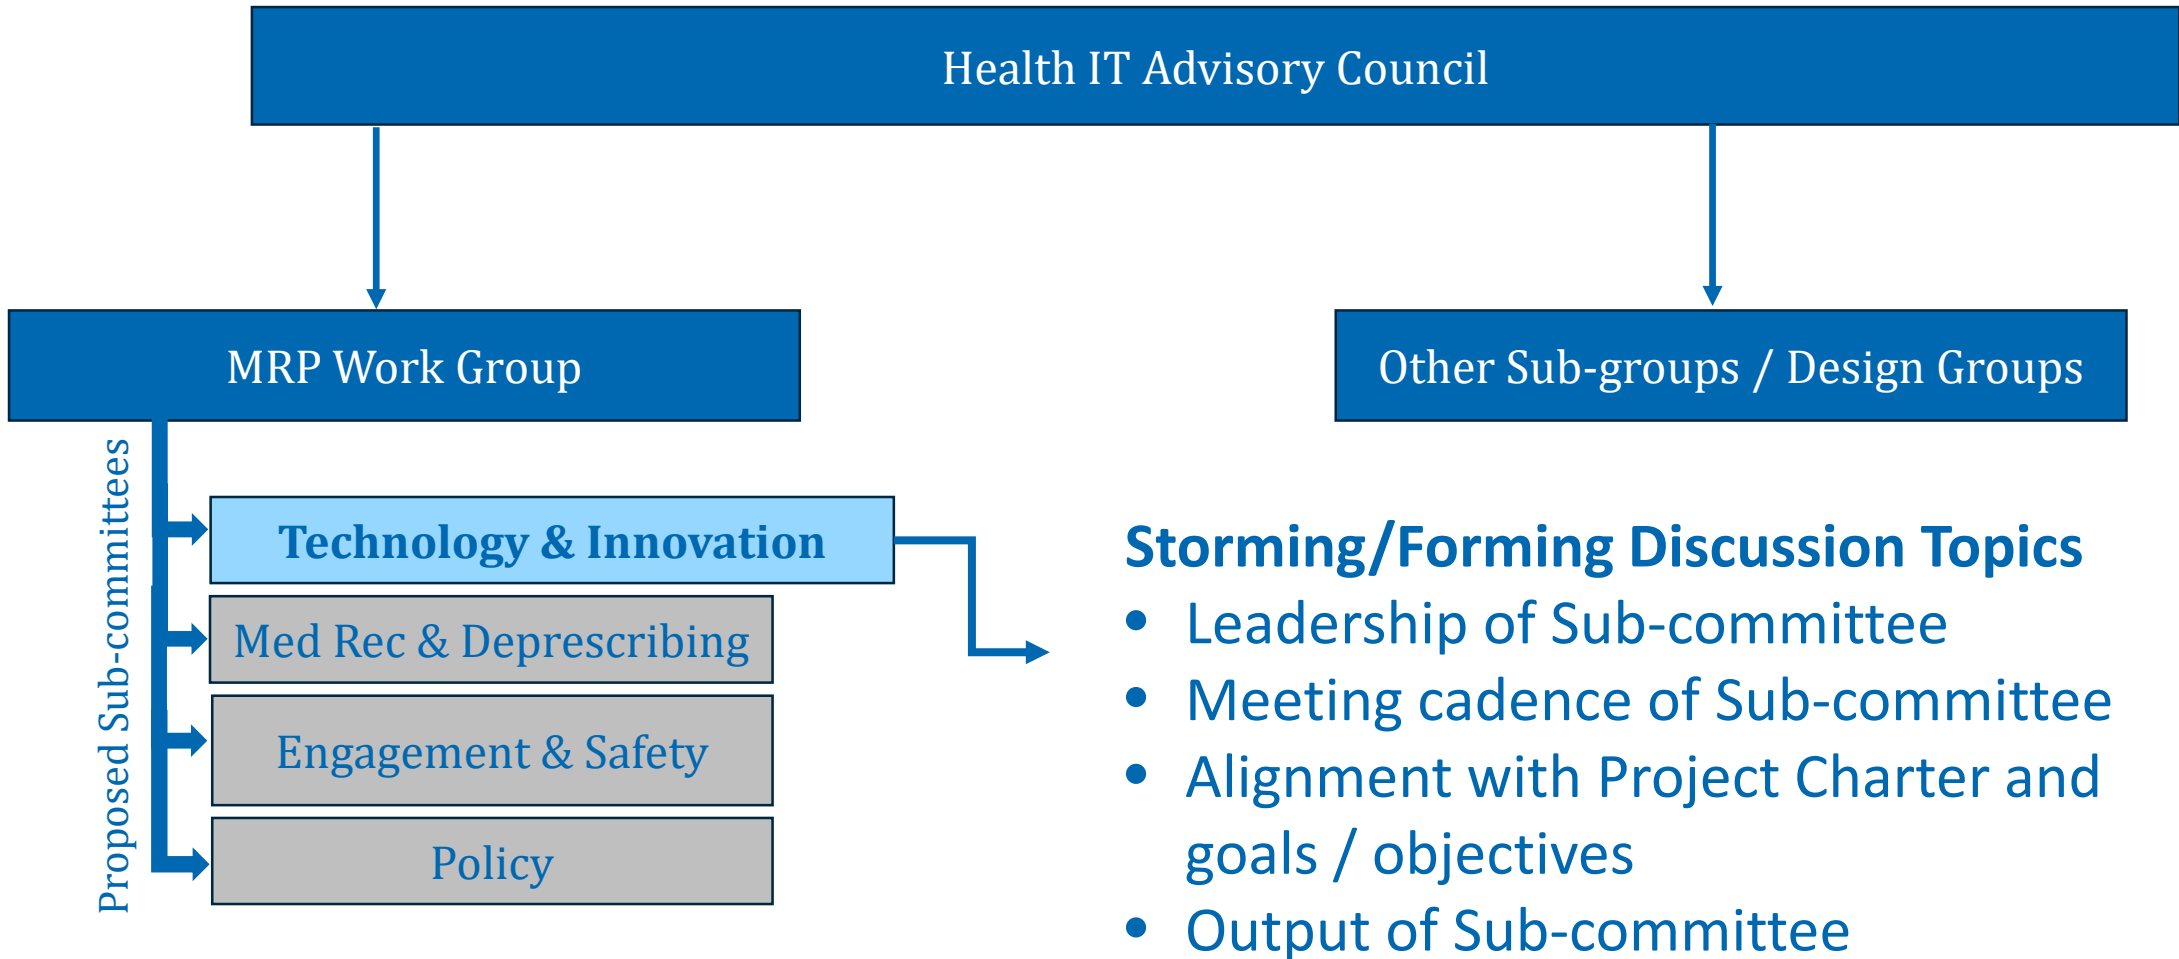 Health IT Advisory Council
MRP Work Group
Other Sub-groups / Design Groups
Proposed Sub-committees
Technology & Innovation
Med Rec & Deprescribing
Engagement & Safety
Policy
Storming/Forming Discussion Topics
• Leadership of Sub-committee
• Meeting cadence of Sub-committee
• Alignment with Project Charter and
goals / objectives
• Output of Sub-committee